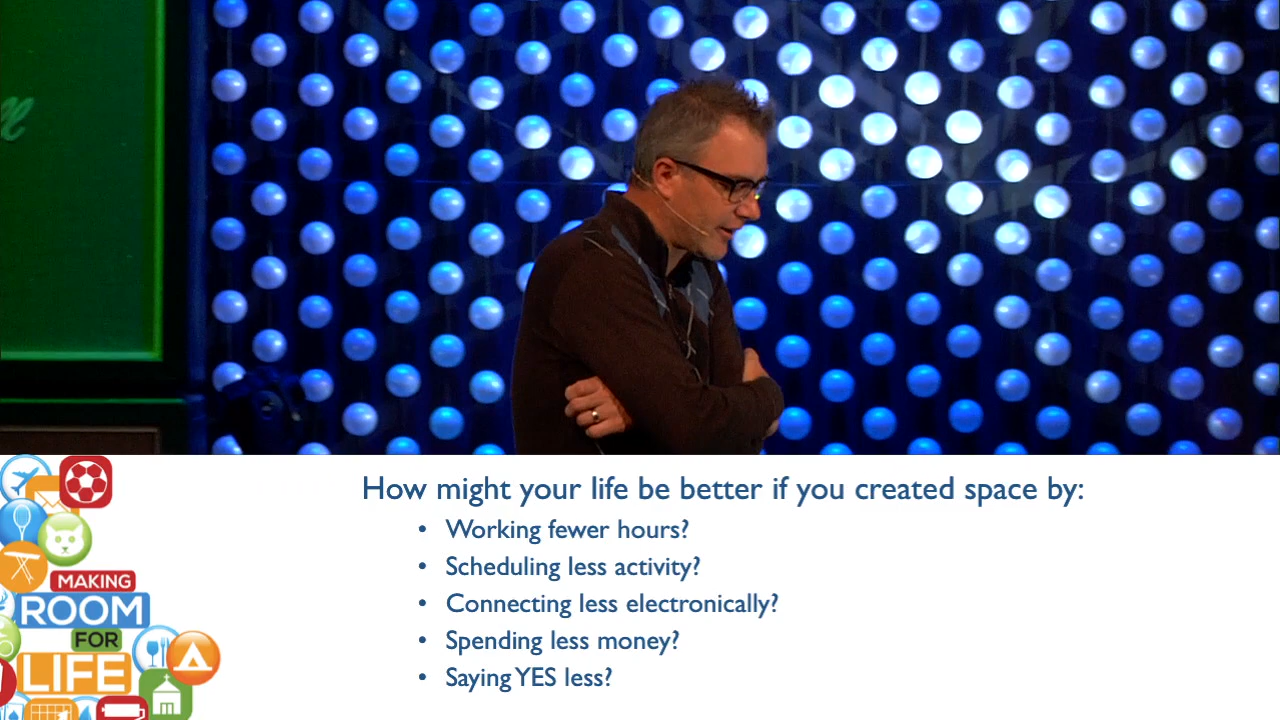 How might your life be better if you created space by:
• Working fewer hours?
• Scheduling less activity?
• Connecting less electronically?
• Spending less money?
• Saying YES less?
MAKING
ROOM
FOR
LIFE